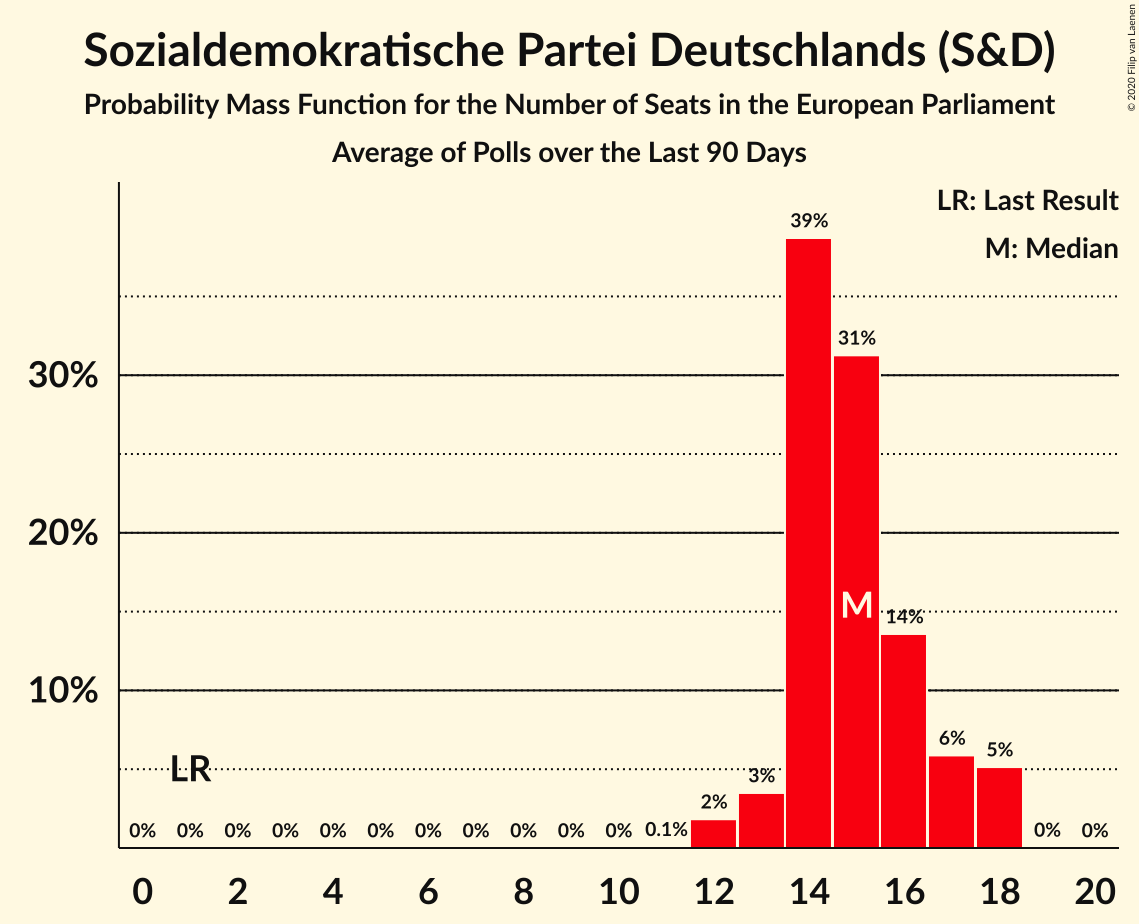 Sozialdemokratische Partei Deutschlands (S&D)
Probability Mass Function for the Number of Seats in the European Parliament
Average of Polls over the Last 90 Days
© 2020 Filip van Laenen
LR: Last Result
M: Median
39%
31%
30%
20%
M
14%
10%
6%
5%
LR
3%
2%
0% 0% 0% 0% 0% 0% 0% 0% 0% 0% 0% 0.1% 0% 0%
0 2 4 6 8 10 12 14 16 18 20